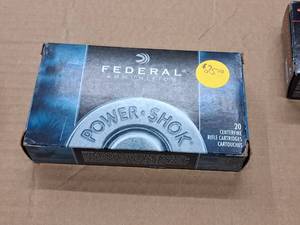 FEDERAL
AMMUNITION
POWER·SHOK
20
CENTERFIRE
RIFLE CARTRIDGES
CARTOUCHES